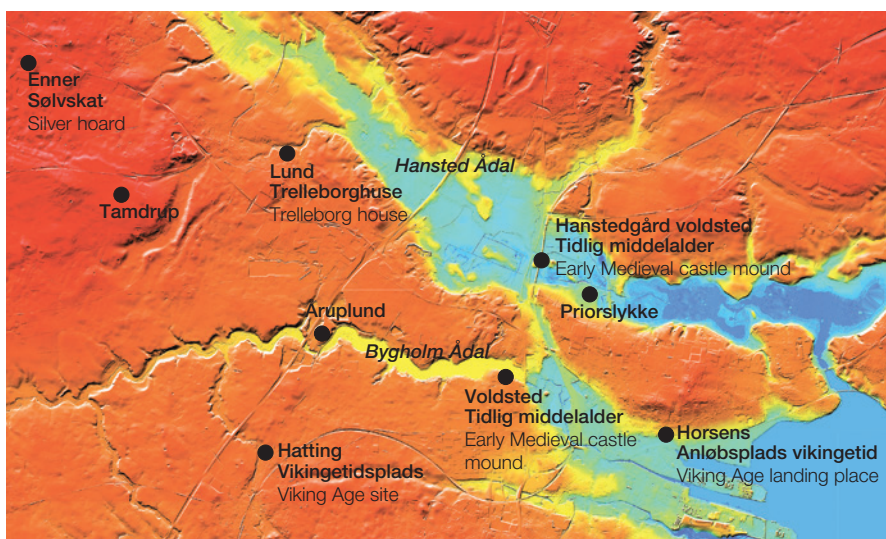 Enner
Sølvskat
Silver hoard
Tamdrup
Lund
Trelleborghuse
Trelleborg house
Hansted Ådal
Hanstedgård voldsted
Tidlig middelalder
Early Medieval castle mound
Priorslykke
Åruplund
Bygholm Ådal
Voldsted
Tidlig middelalder
Early Medieval castle
mound
Hatting
Vikingetidsplads
Viking Age site
Horsens
Anløbsplads vikingetid
Viking Age landing place